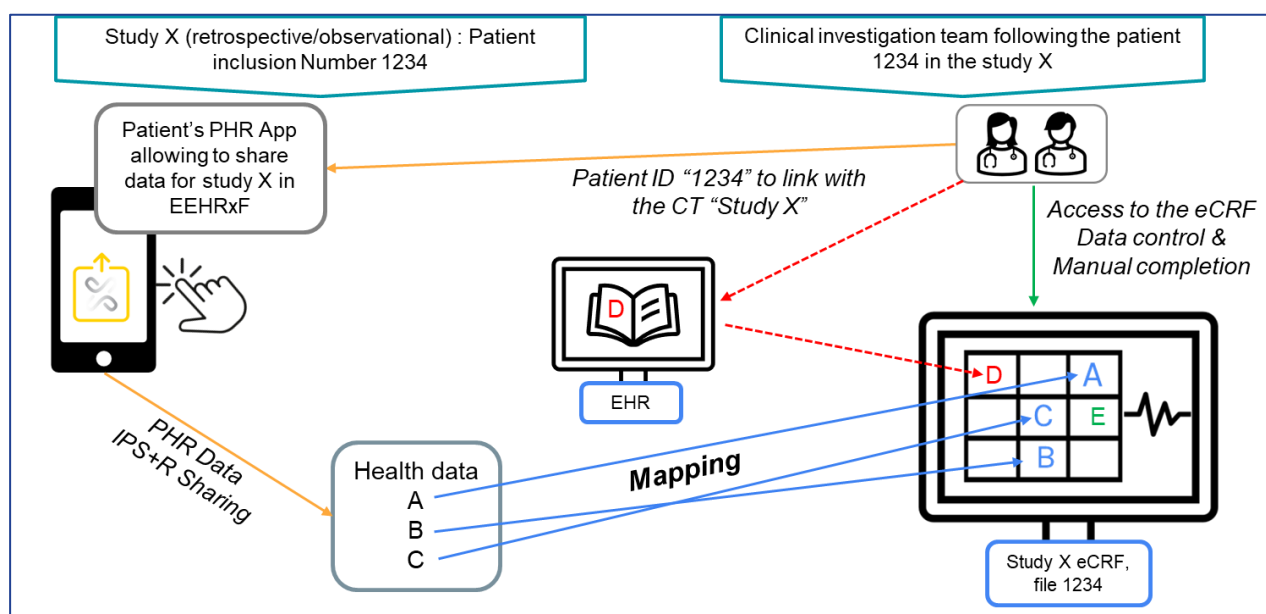 Study X (retrospective/observational) : Patient
inclusion Number 1234
Clinical investigation team following the patient
1234 in the study X
Patient's PHR App
allowing to share
data for study X in
EEHRxF
Patient ID “1234” to link with
the CT “Study X”
Access to the eCRF
Data control &
Manual completion
D
EHR
PHR Data
IPS+R Sharing
Health data
A
B
C
Mapping
D
A
C
E
B
Study X eCRF,
file 1234